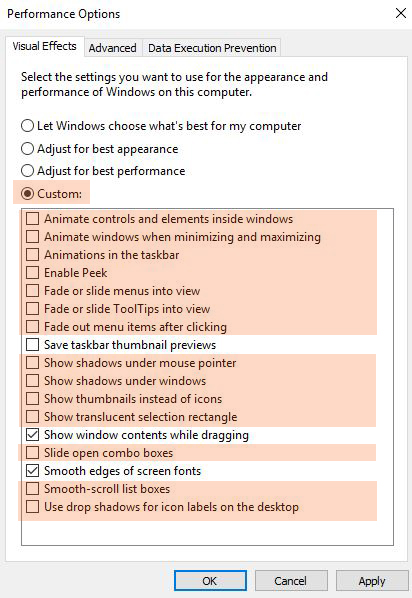 Performance Options
Visual Effects Advanced Data Execution Prevention
Select the settings you want to use for the appearance and
performance of Windows on this computer.
Let Windows choose what's best for my computer
Adjust for best appearance
Adjust for best performance
Custom:
Animate controls and elements inside windows
Animate windows when minimizing and maximizing
Animations in the taskbar
Enable Peek
Fade or slide menus into view
Fade or slide ToolTips into view
Fade out menu items after clicking
Save taskbar thumbnail previews
Show shadows under mouse pointer
Show shadows under windows
Show thumbnails instead of icons
Show translucent selection rectangle
Show window contents while dragging
Slide open combo boxes
Smooth edges of screen fonts
Smooth-scroll list boxes
Use drop shadows for icon labels on the desktop
OK Cancel Apply